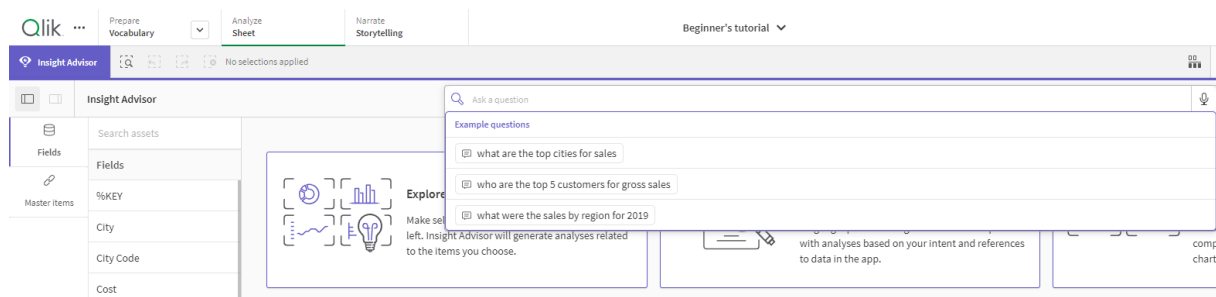 Qlik
Prepare
Vocabulary
Analyze
Sheet
Narrate
Storytelling
Beginner's tutorial
Insight Advisor
No selections applied
Insight Advisor
Ask a question
Example questions
what are the top cities for sales
who are the top 5 customers for gross sales
what were the sales by region for 2019
Fields
Master items
Search assets
Fields
%KEY
City
City Code
Cost
Explore
Make sel
left. Insight Advisor will generate analyses related
to the items you choose.
with analyses based on your intent and references
to data in the app.
comp
chart